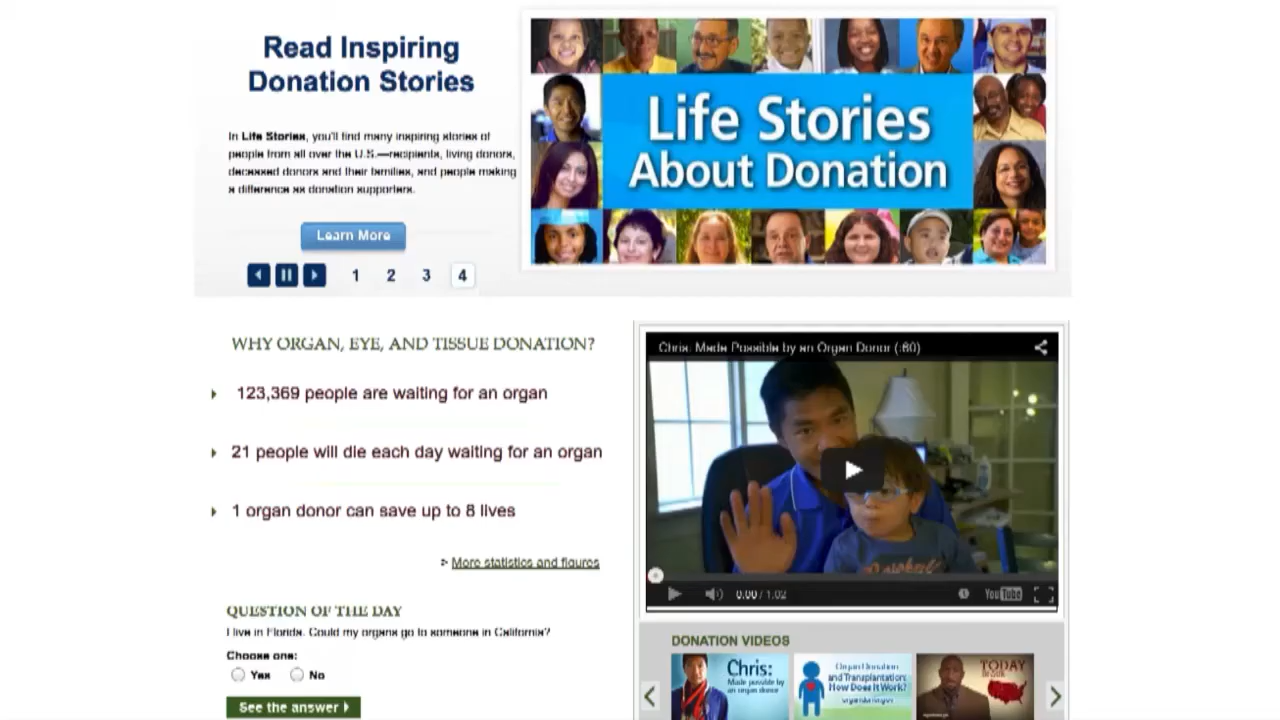 Read Inspiring
Donation Stories
In Life Stories, you'll find many inspiring stories of
people from all over the U.S.—recipients, living donors,
deceased donors and their families, and people making
a difference as donation supporters.
Learn More
1 2 3 4
Life Stories
About Donation
WHY ORGAN, EYE, AND TISSUE DONATION?
123,369 people are waiting for an organ
21 people will die each day waiting for an organ
1 organ donor can save up to 8 lives
> More statistics and figures
QUESTION OF THE DAY
I live in Florida. Could my organs go to someone in California?
Choose one:
Yes No
See the answer
Chris: Made Possible by an Organ Donor (:60)
0:00 / 1:02
YouTube
DONATION VIDEOS
Chris:
Made possible by
an organ donor
Organ Donation
and Transplantation:
How Does It Work?
organdonor.gov
TODAY